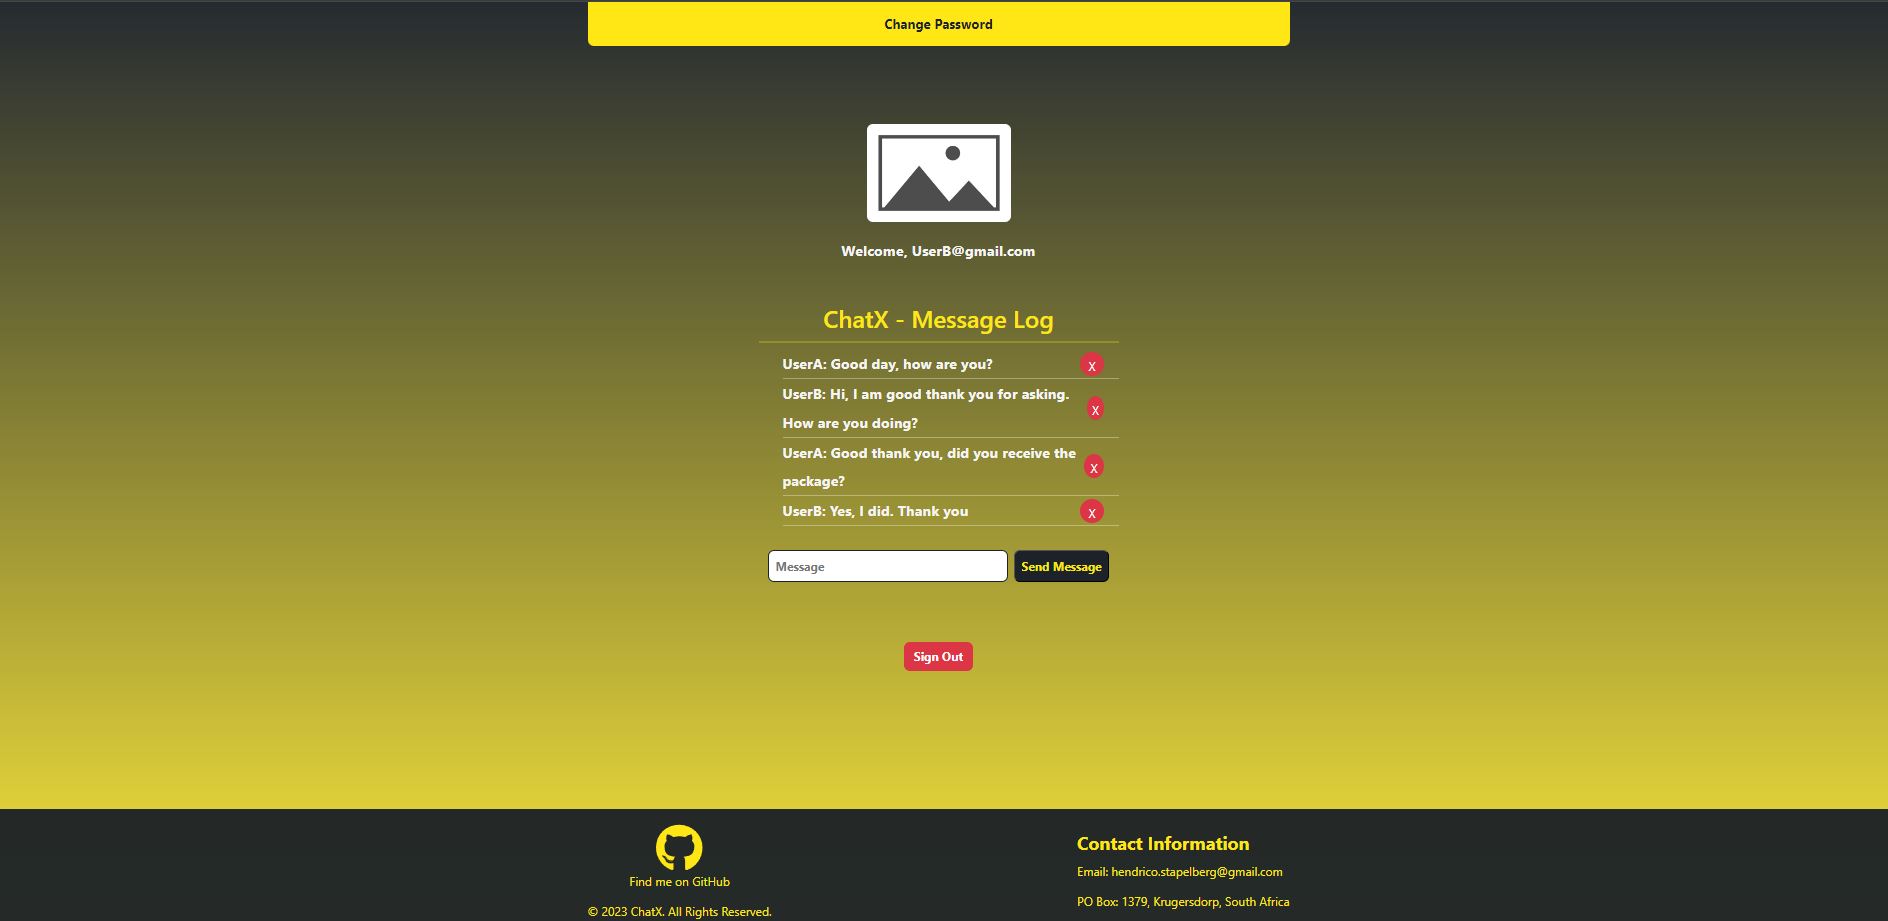 Change Password
Welcome, UserB@gmail.com
ChatX - Message Log
UserA: Good day, how are you?
X
UserB: Hi, I am good thank you for asking.
How are you doing?
X
UserA: Good thank you, did you receive the
package?
X
UserB: Yes, I did. Thank you
X
Message
Send Message
Sign Out
Find me on GitHub
© 2023 ChatX. All Rights Reserved.
Contact Information
Email: hendrico.stapelberg@gmail.com
PO Box: 1379, Krugersdorp, South Africa